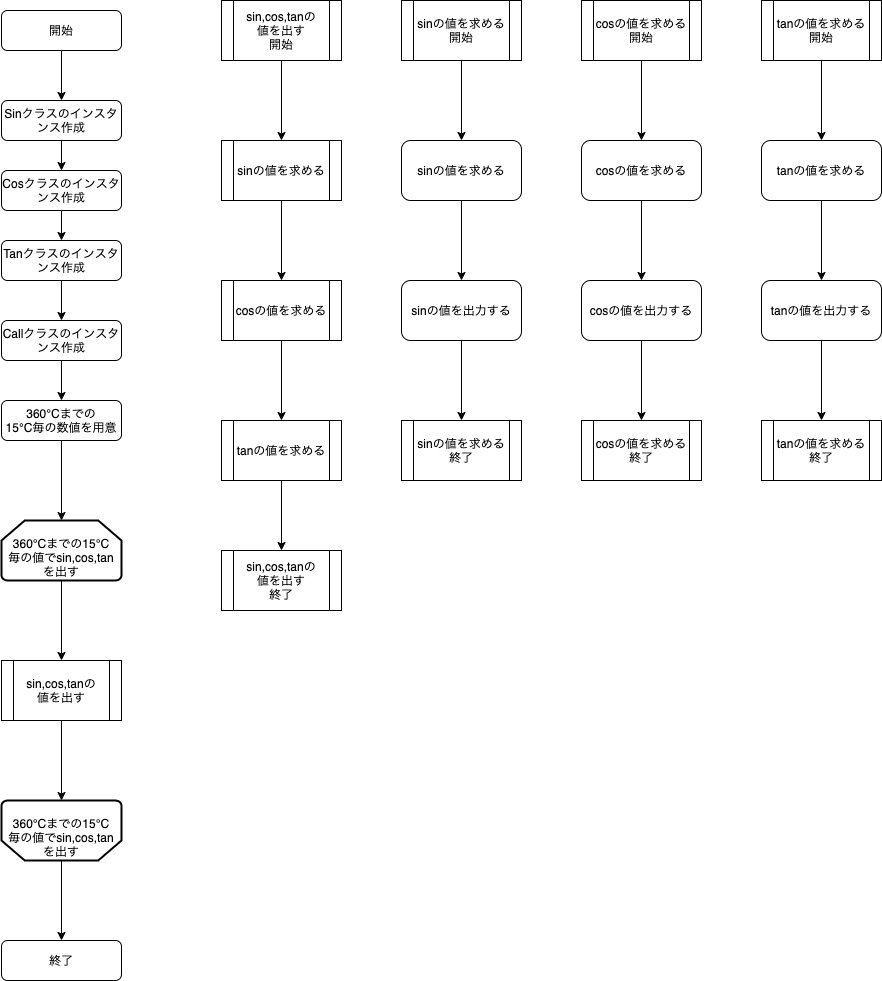 開始
Sinクラスのインスタ
ンス作成
Cosクラスのインスタ
ンス作成
Tanクラスのインスタ
ンス作成
Callクラスのインスタ
ンス作成
360°Cまでの
15°C毎の数値を用意
360°Cまでの15°C
毎の値でsin,cos,tan
を出す
sin,cos,tanの
値を出す
360°Cまでの15°C
毎の値でsin,cos,tan
を出す
終了
sin,cos,tanの
値を出す
開始
sinの値を求める
cosの値を求める
tanの値を求める
sin,cos,tanの
値を出す
終了
sinの値を求める
開始
sinの値を求める
sinの値を出力する
sinの値を求める
終了
cosの値を求める
開始
cosの値を求める
cosの値を出力する
cosの値を求める
終了
tanの値を求める
開始
tanの値を求める
tanの値を出力する
tanの値を求める
終了